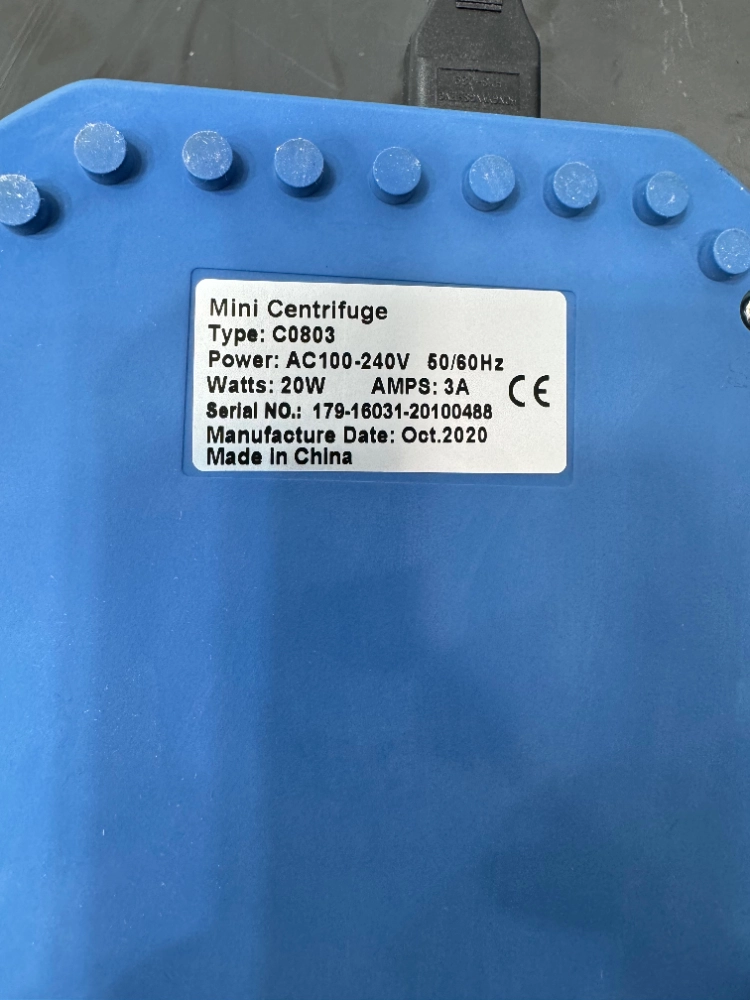 Mini Centrifuge
Type: C0803
Power: AC100-240V 50/60Hz
Watts: 20W AMPS: 3A CE
Serial NO.: 179-16031-20100488
Manufacture Date: Oct.2020
Made in China